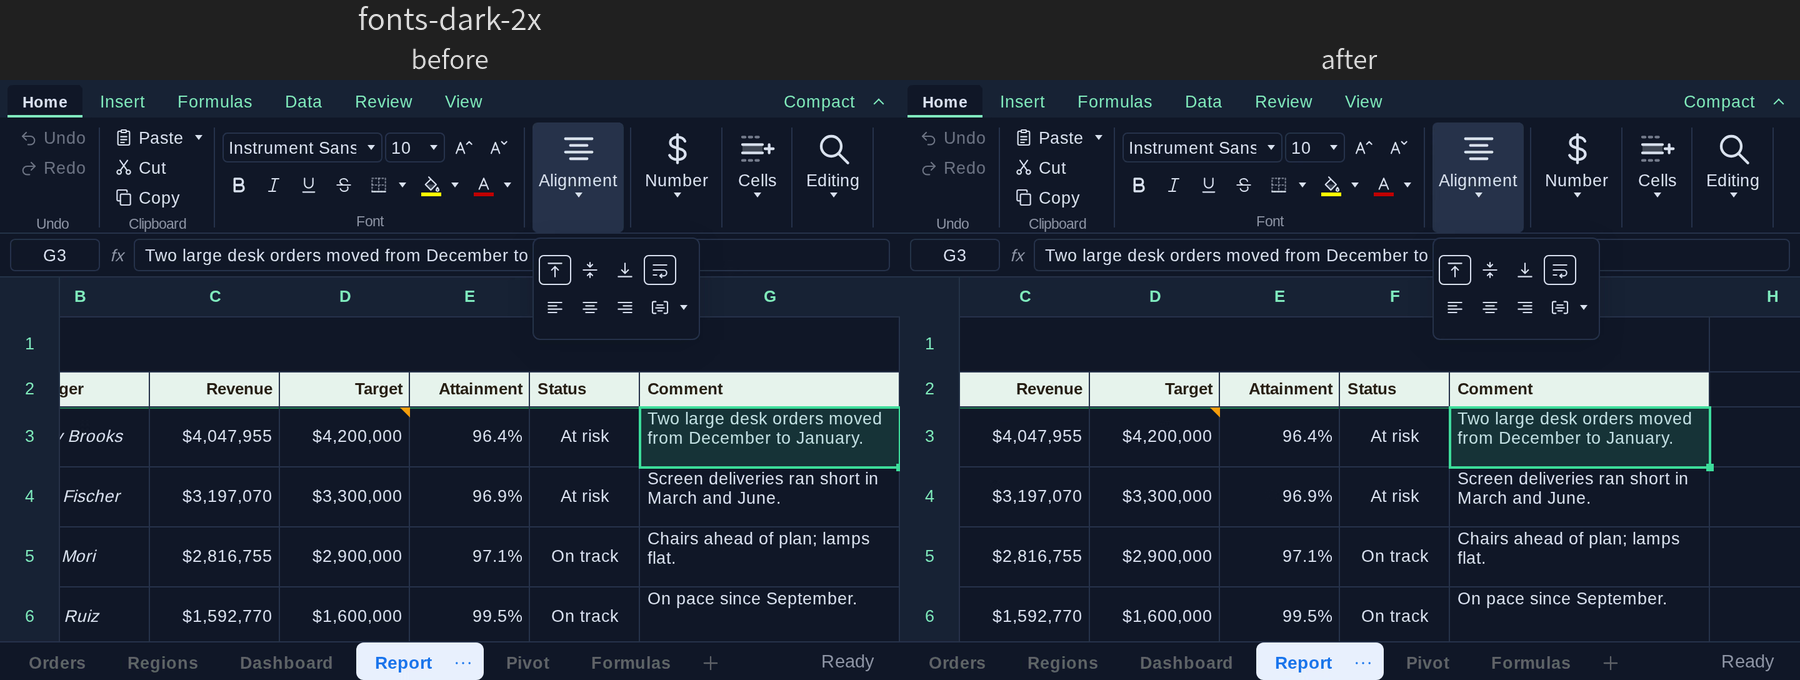 fonts-dark-2x
before
after
Home Insert Formulas Data Review View Compact
Undo Paste
Redo Cut
Copy
Instrument Sans 10
B I U S A
Undo Clipboard Font
Alignment Number Cells Editing
G3 fx Two large desk orders moved from December to
B C D E G
1
2 ger Revenue Target Attainment Status Comment
3 Brooks $4,047,955 $4,200,000 96.4% At risk Two large desk orders moved
from December to January.
4 Fischer $3,197,070 $3,300,000 96.9% At risk Screen deliveries ran short in
March and June.
5 Mori $2,816,755 $2,900,000 97.1% On track Chairs ahead of plan; lamps
flat.
6 Ruiz $1,592,770 $1,600,000 99.5% On track On pace since September.
Orders Regions Dashboard Report ··· Pivot Formulas + Ready
Home Insert Formulas Data Review View Compact
Undo Paste
Redo Cut
Copy
Instrument Sans 10
B I U S A
Undo Clipboard Font
Alignment Number Cells Editing
G3 fx Two large desk orders moved from December to
C D E F H
1
2 Revenue Target Attainment Status Comment
3 $4,047,955 $4,200,000 96.4% At risk Two large desk orders moved
from December to January.
4 $3,197,070 $3,300,000 96.9% At risk Screen deliveries ran short in
March and June.
5 $2,816,755 $2,900,000 97.1% On track Chairs ahead of plan; lamps
flat.
6 $1,592,770 $1,600,000 99.5% On track On pace since September.
Orders Regions Dashboard Report ··· Pivot Formulas + Ready